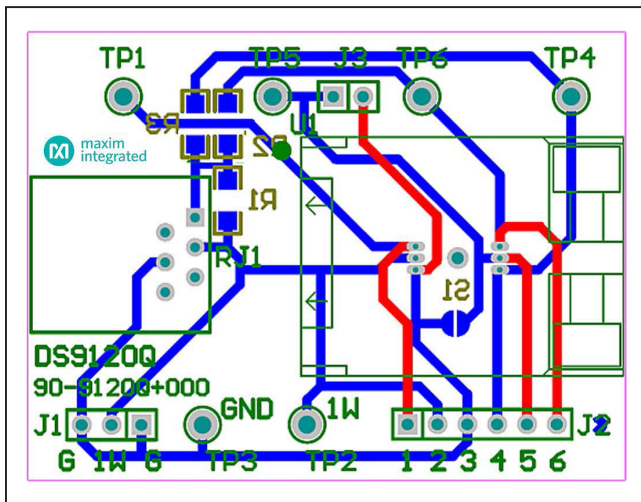 TP1 TP5 J3 TP6 TP4
R3 U1
maxim
integrated
R2
R1
RJ1
S1
DS9120Q
90-9120Q+000
J1 GND 1W J2
G 1W G TP3 TP2 1 2 3 4 5 6